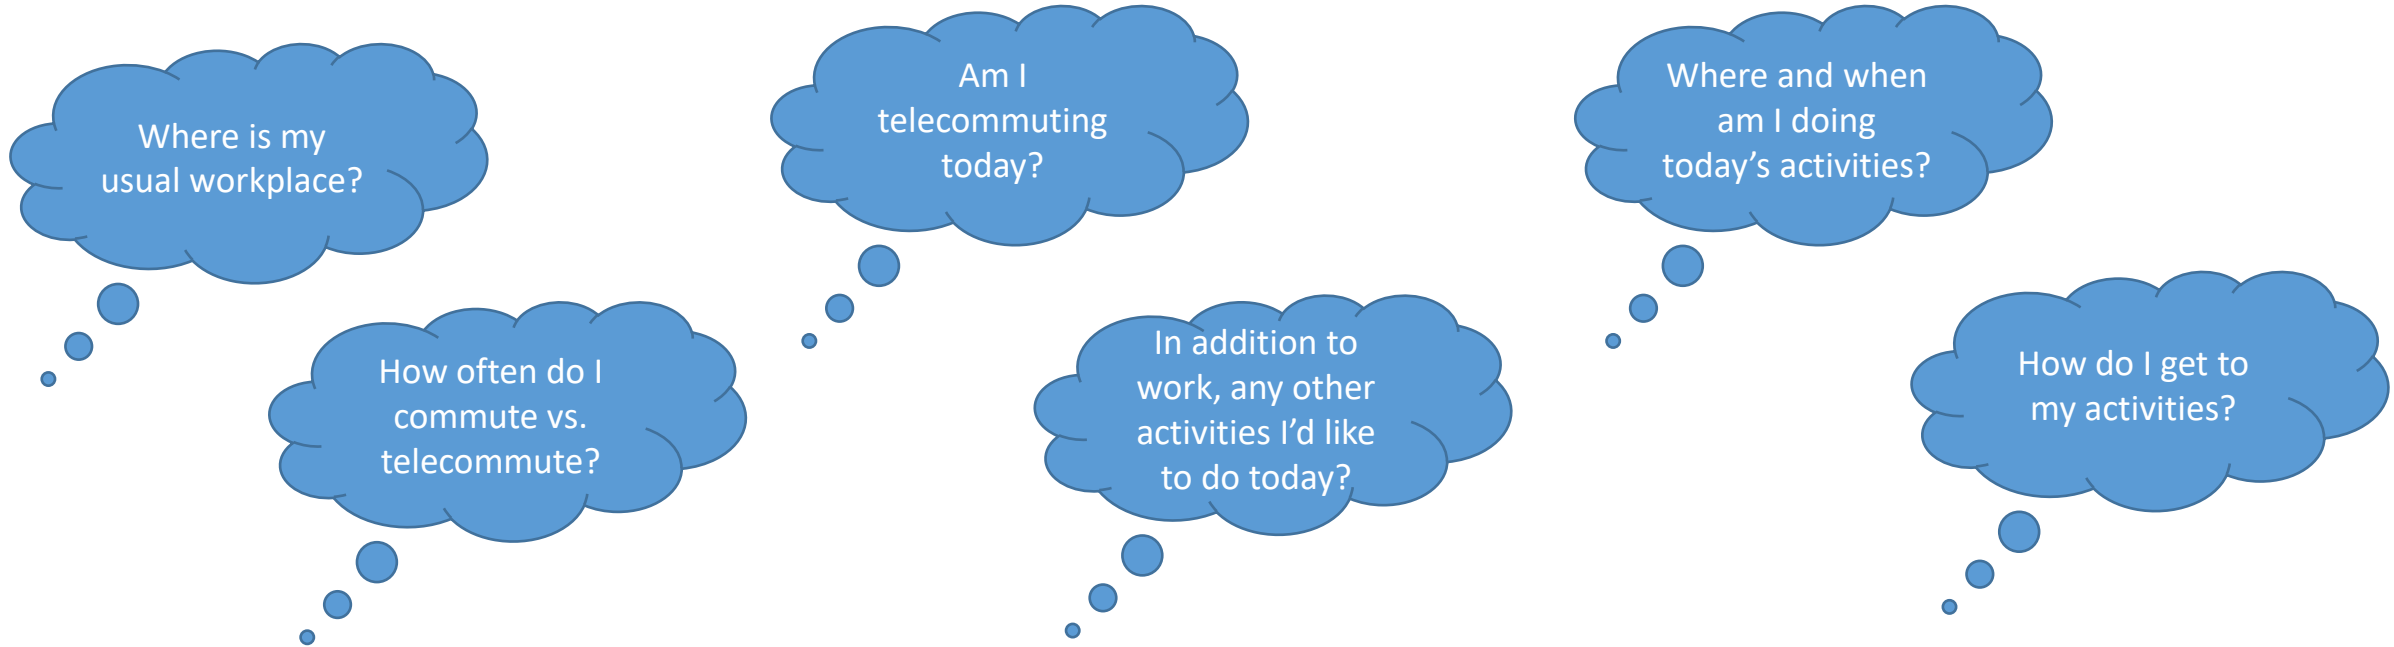 Where is my
usual workplace?
How often do I
commute vs.
telecommute?
Am I
telecommuting
today?
In addition to
work, any other
activities I’d like
to do today?
Where and when
am I doing
today’s activities?
How do I get to
my activities?